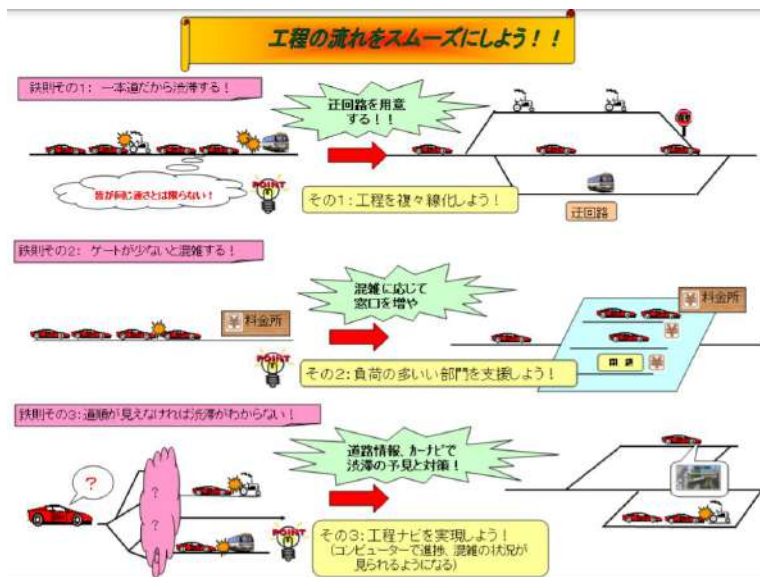 工程の流れをスムーズにしよう！！
鉄則その1： 一本道だから渋滞する！
迂回路を用意
する！！
皆が同じ速さとは限らない！
POINT
その1：工程を複々線化しよう！
迂回路
鉄則その2： ゲートが少ないと混雑する！
混雑に応じて
窓口を増や
¥ 料金所
¥ 料金所
¥
閉鎖 ¥
POINT
その2：負荷の多いい部門を支援しよう！
鉄則その3：道順が見えなければ渋滞がわからない！
道路情報、カーナビで
渋滞の予見と対策！
？
？
？
POINT
その3：工程ナビを実現しよう！
（コンピューターで進捗、混雑の状況が
見られるようになる）